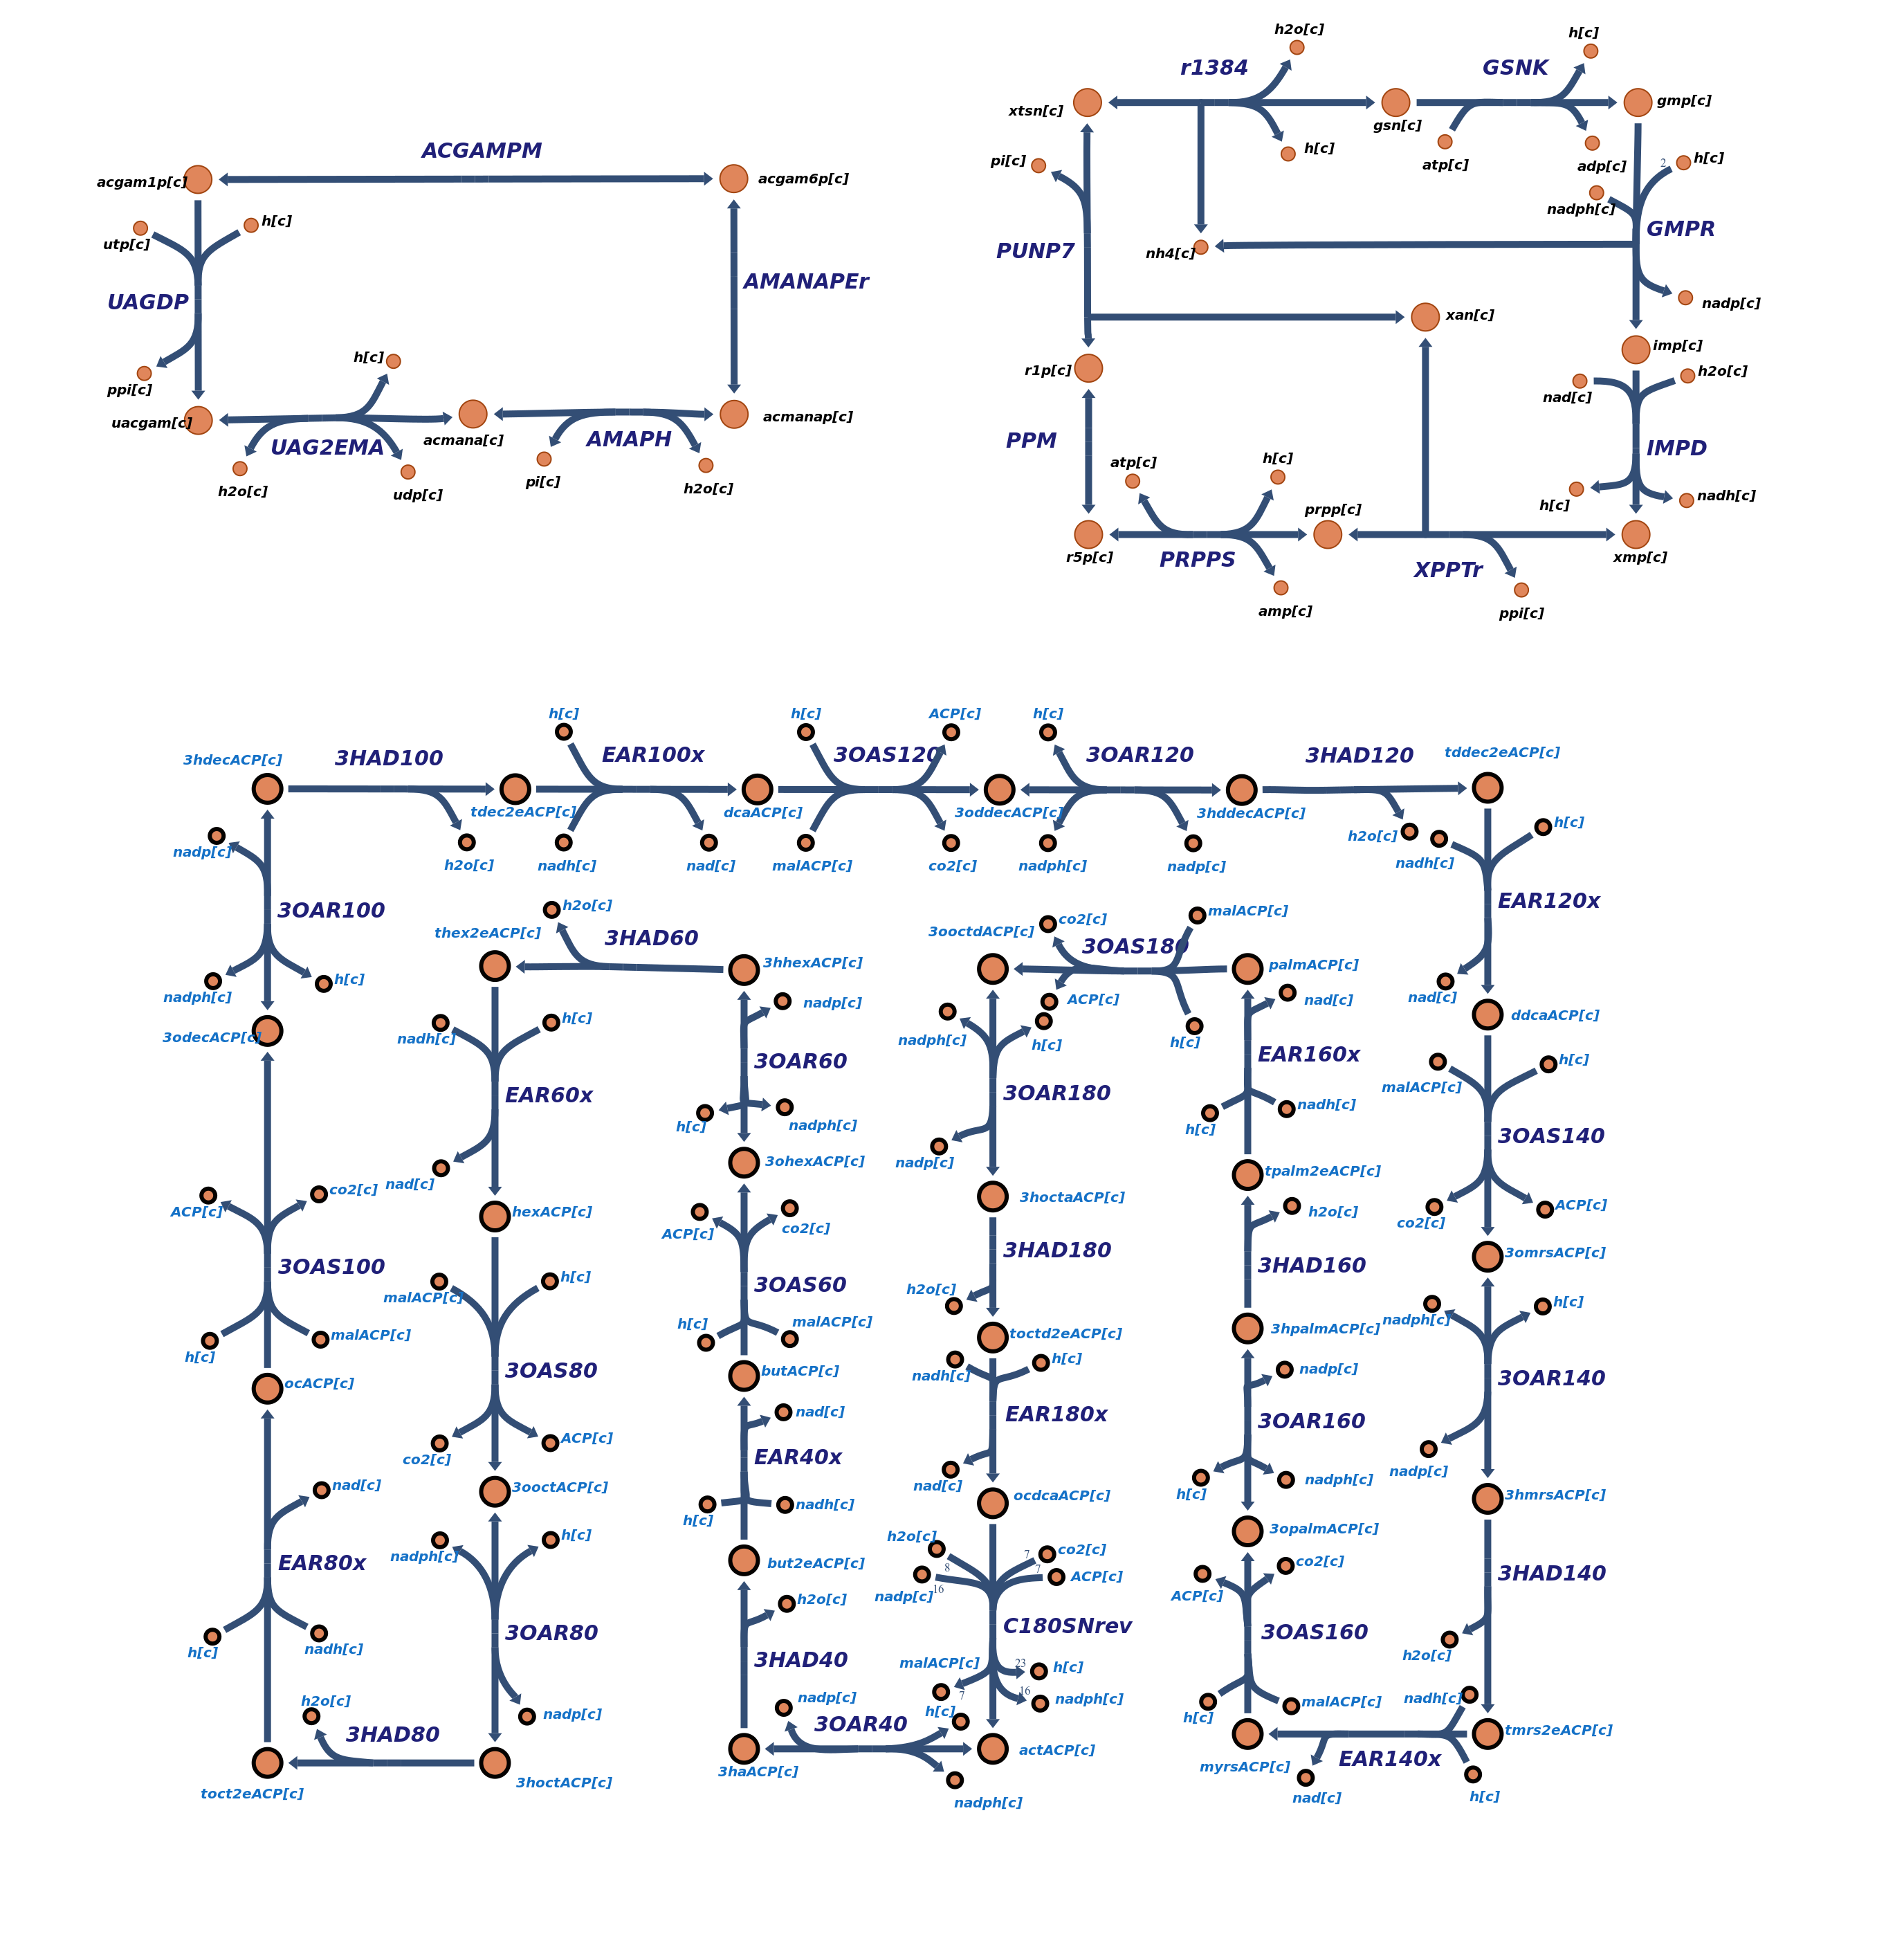 h2o[c]
h[c]
r1384
GSNK
xtsn[c]
gsn[c]
gmp[c]
h[c]
atp[c]
adp[c]
pi[c]
2
h[c]
nadph[c]
GMPR
PUNP7
nh4[c]
nadp[c]
xan[c]
imp[c]
r1p[c]
nad[c]
h2o[c]
PPM
IMPD
atp[c]
h[c]
h[c]
nadh[c]
prpp[c]
r5p[c]
PRPPS
XPPTr
xmp[c]
amp[c]
ppi[c]
ACGAMPM
acgam1p[c]
acgam6p[c]
utp[c]
h[c]
UAGDP
AMANAPEr
ppi[c]
h[c]
uacgam[c]
UAG2EMA
acmana[c]
AMAPH
acmanap[c]
h2o[c]
udp[c]
pi[c]
h2o[c]
h[c]
h[c]
ACP[c]
h[c]
3hdecACP[c]
3HAD100
EAR100x
3OAS120
3OAR120
3HAD120
tddec2eACP[c]
tdec2eACP[c]
dcaACP[c]
3oddecACP[c]
3hddecACP[c]
h2o[c]
nadh[c]
nad[c]
malACP[c]
co2[c]
nadph[c]
nadp[c]
h2o[c]
nadh[c]
h[c]
EAR120x
nad[c]
ddcaACP[c]
nadp[c]
3OAR100
nadph[c]
h[c]
3odecACP[c]
ACP[c]
co2[c]
3OAS100
h[c]
malACP[c]
ocACP[c]
nad[c]
EAR80x
h[c]
nadh[c]
h2o[c]
3HAD80
toct2eACP[c]
3hoctACP[c]
thex2eACP[c]
h2o[c]
3HAD60
3hhexACP[c]
nadh[c]
h[c]
EAR60x
nad[c]
hexACP[c]
malACP[c]
h[c]
3OAS80
co2[c]
ACP[c]
3ooctACP[c]
nadph[c]
h[c]
3OAR80
nadp[c]
nadp[c]
3OAR60
h[c]
nadph[c]
3ohexACP[c]
ACP[c]
co2[c]
3OAS60
h[c]
malACP[c]
butACP[c]
nad[c]
EAR40x
h[c]
nadh[c]
but2eACP[c]
h2o[c]
3HAD40
nadp[c]
3OAR40
h[c]
3haACP[c]
actACP[c]
nadph[c]
3ooctdACP[c]
co2[c]
3OAS180
malACP[c]
palmACP[c]
ACP[c]
h[c]
nadph[c]
h[c]
3OAR180
nadp[c]
3hoctaACP[c]
3HAD180
h2o[c]
toctd2eACP[c]
nadh[c]
h[c]
EAR180x
nad[c]
ocdcaACP[c]
h2o[c]
8
7
co2[c]
nadp[c]
16
7
ACP[c]
C180SNrev
malACP[c]
7
23
h[c]
16
nadph[c]
nad[c]
EAR160x
h[c]
nadh[c]
tpalm2eACP[c]
h2o[c]
3HAD160
3hpalmACP[c]
nadp[c]
3OAR160
h[c]
nadph[c]
3opalmACP[c]
ACP[c]
co2[c]
3OAS160
h[c]
malACP[c]
myrsACP[c]
malACP[c]
h[c]
3OAS140
co2[c]
ACP[c]
3omrsACP[c]
nadph[c]
h[c]
3OAR140
nadp[c]
3hmrsACP[c]
3HAD140
h2o[c]
nadh[c]
tmrs2eACP[c]
EAR140x
nad[c]
h[c]